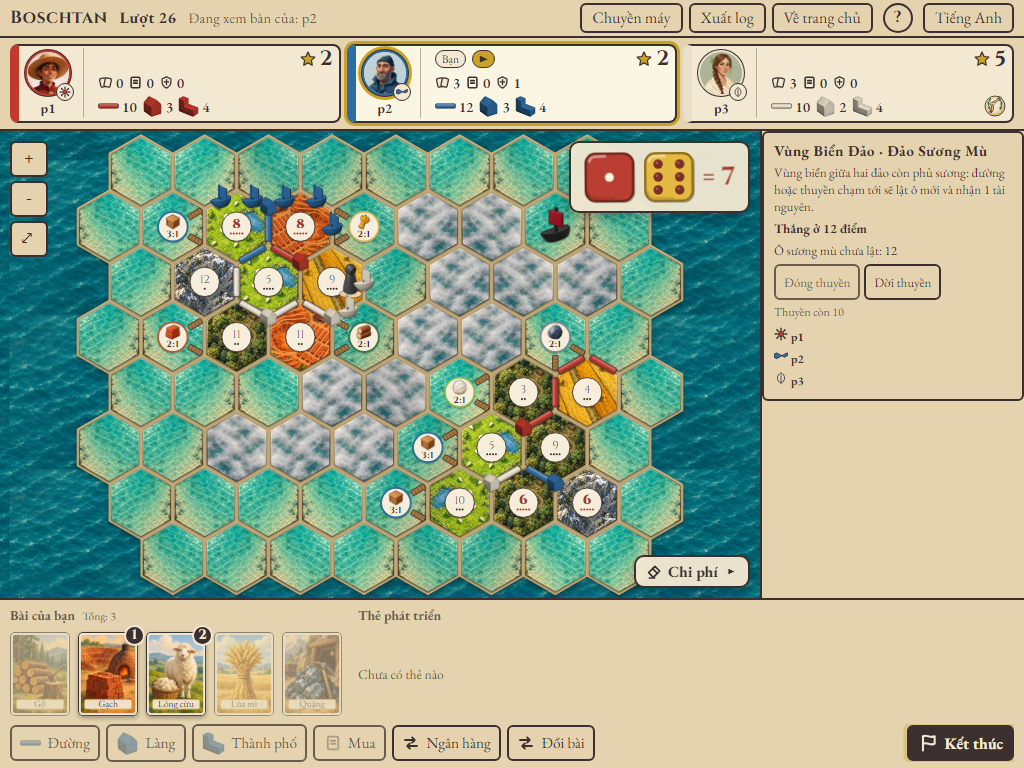 BOSCHTAN Lượt 26 Đang xem bàn của: p2
Chuyền máy Xuất log Về trang chủ ? Tiếng Anh
p1 0 0 0 10 3 4 2
p2 Bạn 3 0 1 12 3 4 2
p3 3 0 0 10 2 4 5
+
-
= 7
3:1 8 8 2:1
12 5 9
2:1 11 11 2:1 2:1
2:1 3 4
3:1 5 9
3:1 10 6 6
Chi phí
Vùng Biển Đảo · Đảo Sương Mù
Vùng biển giữa hai đảo còn phủ sương: đường
hoặc thuyền chạm tới sẽ lật ô mới và nhận 1 tài
nguyên.
Thắng ở 12 điểm
Ô sương mù chưa lật: 12
Đóng thuyền Dời thuyền
Thuyền còn 10
p1
p2
p3
Bài của bạn Tổng: 3
Gỗ
Gạch 1
Lông cừu 2
Lúa mì
Quặng
Thẻ phát triển
Chưa có thẻ nào
Đường Làng Thành phố Mua Ngân hàng Đổi bài Kết thúc